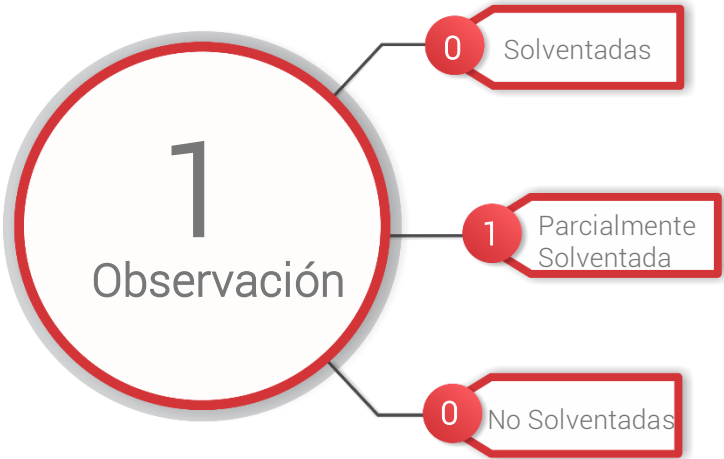 1
Observación
0
Solventadas
1
Parcialmente
Solventada
0
No Solventadas